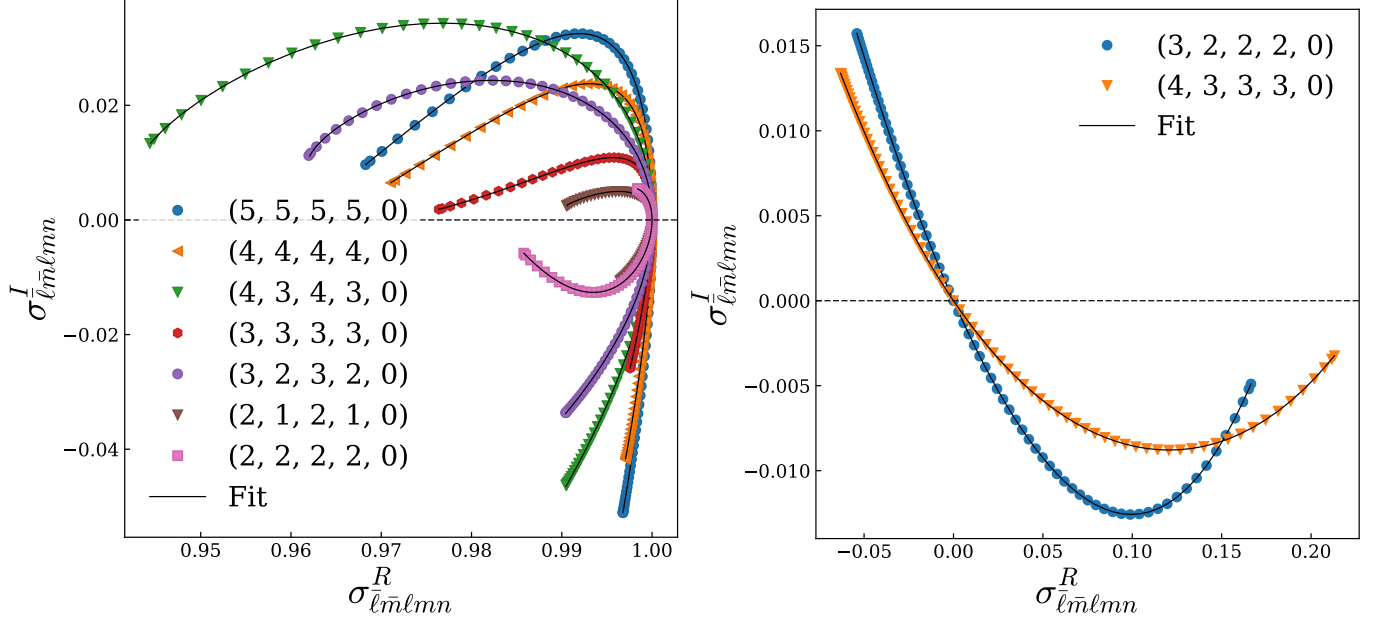 0.02
0.00
−0.02
−0.04
0.95
0.96
0.97
0.98
0.99
1.00
σ^I_{ℓ̄m̄ℓmn}
σ^R_{ℓ̄m̄ℓmn}
(5, 5, 5, 5, 0)
(4, 4, 4, 4, 0)
(4, 3, 4, 3, 0)
(3, 3, 3, 3, 0)
(3, 2, 3, 2, 0)
(2, 1, 2, 1, 0)
(2, 2, 2, 2, 0)
Fit
0.015
0.010
0.005
0.000
−0.005
−0.010
−0.05
0.00
0.05
0.10
0.15
0.20
σ^I_{ℓ̄m̄ℓmn}
σ^R_{ℓ̄m̄ℓmn}
(3, 2, 2, 2, 0)
(4, 3, 3, 3, 0)
Fit